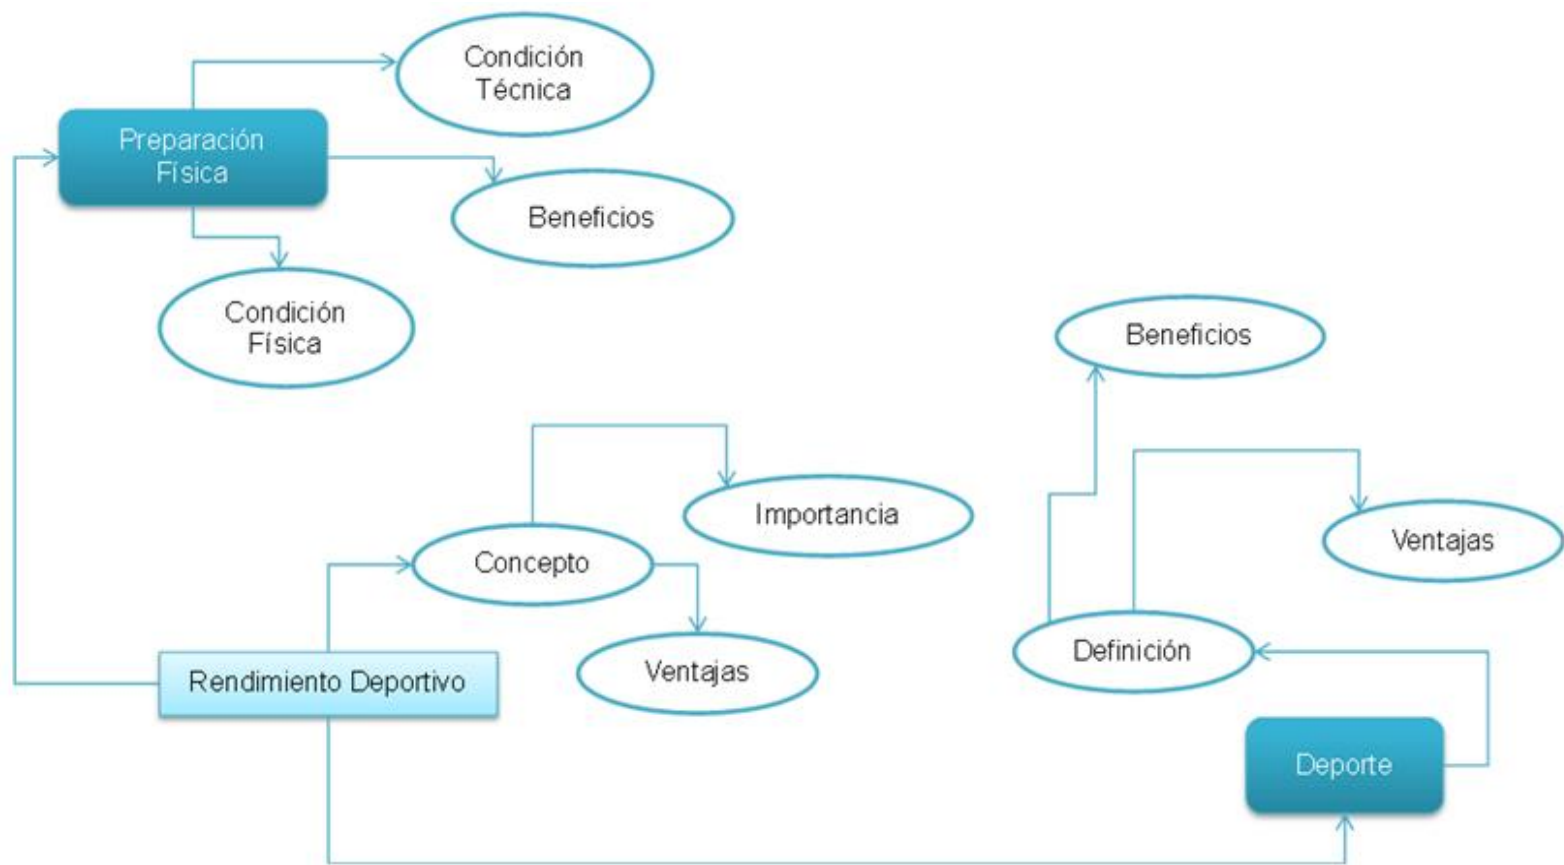 Condición
Técnica
Preparación
Física
Beneficios
Condición
Física
Beneficios
Importancia
Ventajas
Concepto
Definición
Ventajas
Rendimiento Deportivo
Deporte